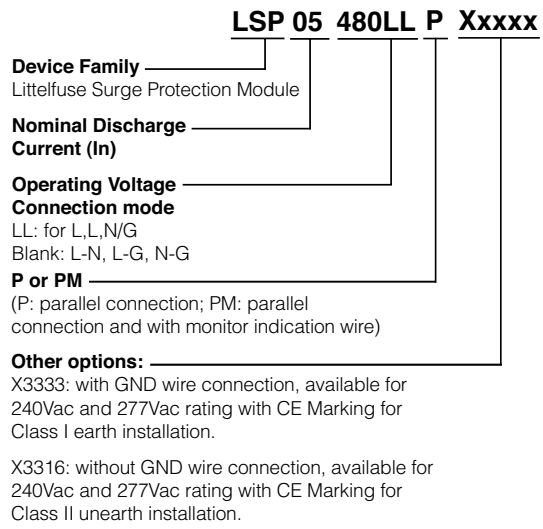 LSP 05 480LL P Xxxxx
Device Family
Littelfuse Surge Protection Module
Nominal Discharge
Current (In)
Operating Voltage
Connection mode
LL: for L,L,N/G
Blank: L-N, L-G, N-G
P or PM
(P: parallel connection; PM: parallel
connection and with monitor indication wire)
Other options:
X3333: with GND wire connection, available for
240Vac and 277Vac rating with CE Marking for
Class I earth installation.
X3316: without GND wire connection, available for
240Vac and 277Vac rating with CE Marking for
Class II unearth installation.